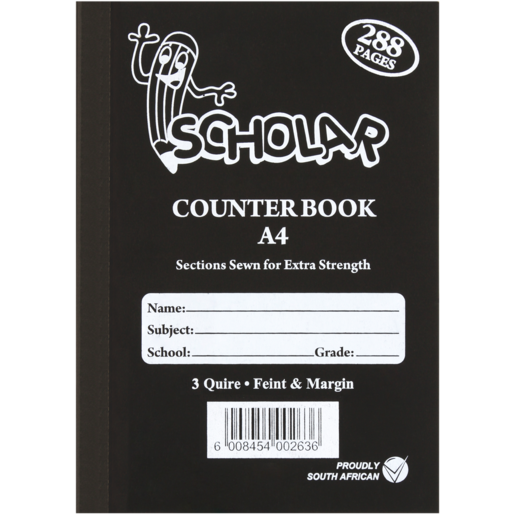 288
PAGES
SCHOLAR
COUNTER BOOK
A4
Sections Sewn for Extra Strength
Name:
Subject:
School: Grade:
3 Quire • Feint & Margin
6 008454 002636
PROUDLY
SOUTH AFRICAN